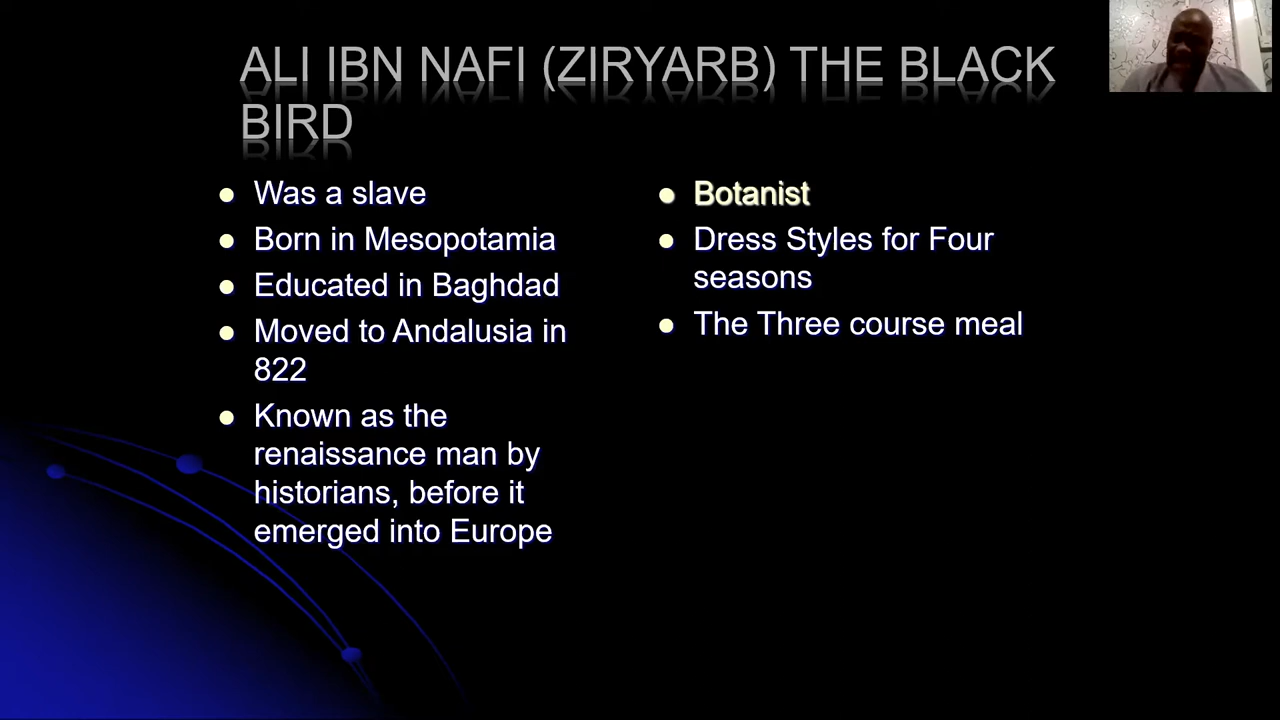 ALI IBN NAFI (ZIRYARB) THE BLACK
BIRD
Was a slave
Born in Mesopotamia
Educated in Baghdad
Moved to Andalusia in
822
Known as the
renaissance man by
historians, before it
emerged into Europe
Botanist
Dress Styles for Four
seasons
The Three course meal